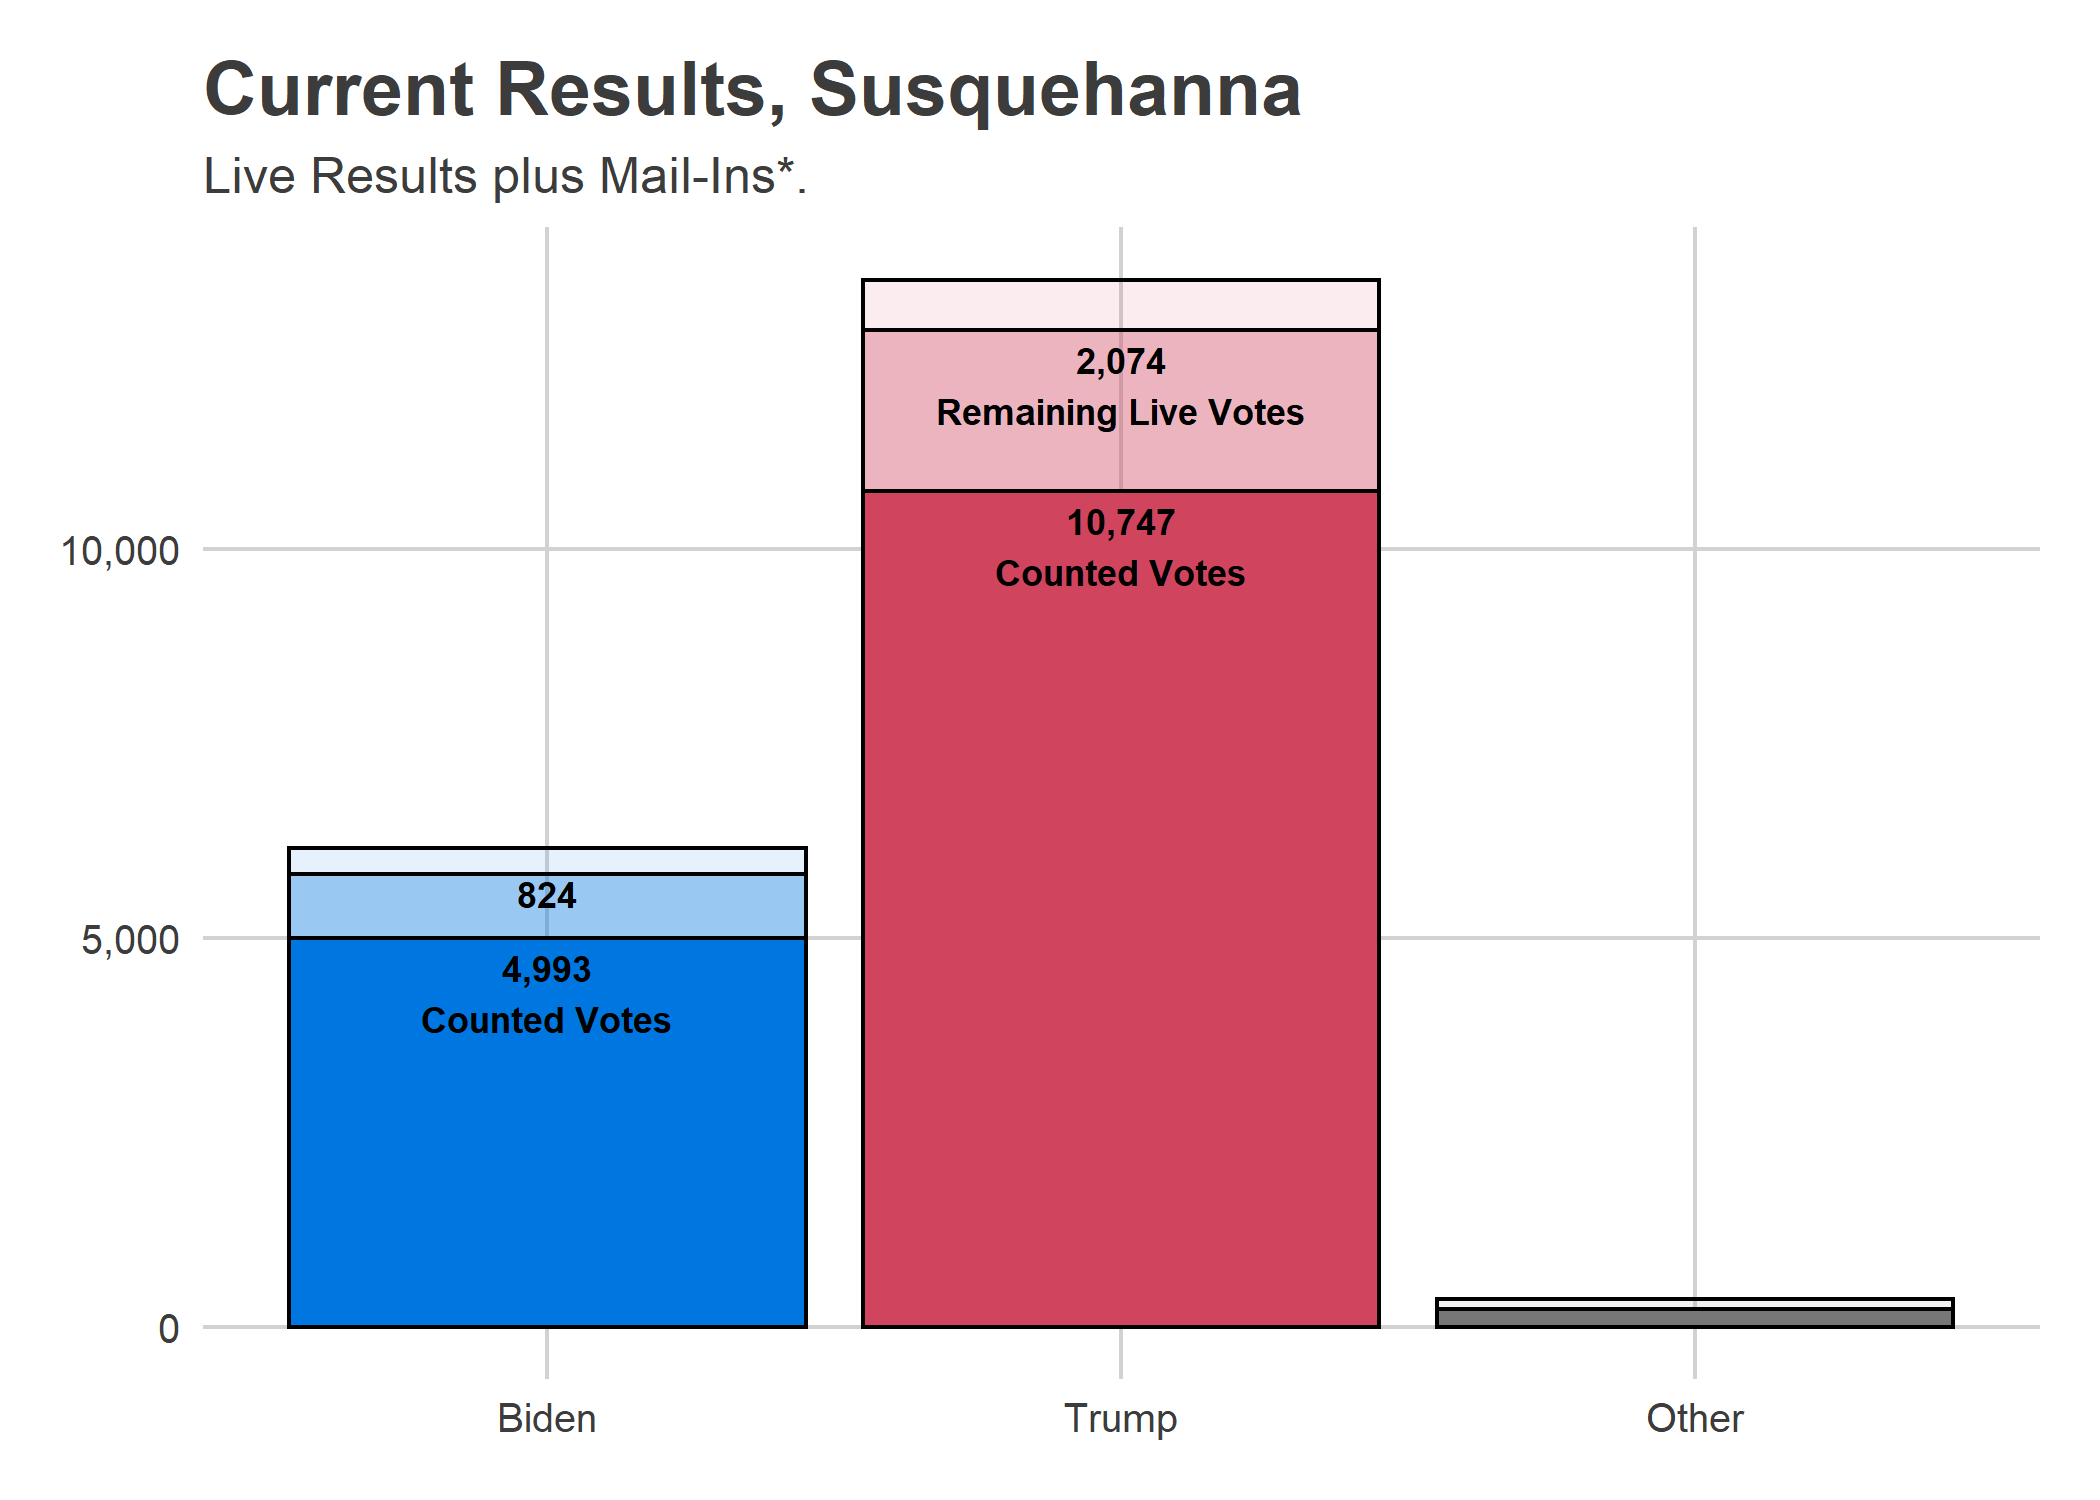 Current Results, Susquehanna
Live Results plus Mail-Ins*.
2,074
Remaining Live Votes
10,747
Counted Votes
824
4,993
Counted Votes
10,000
5,000
0
Biden
Trump
Other